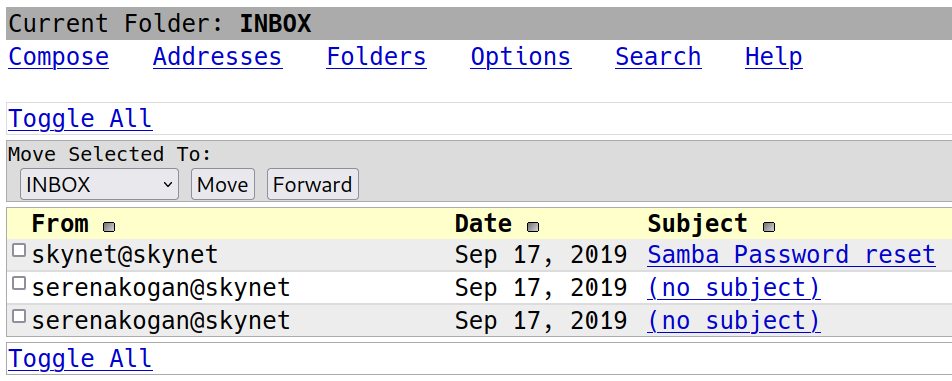 Current Folder: INBOX
Compose Addresses Folders Options Search Help
Toggle All
Move Selected To:
INBOX Move Forward
From Date Subject
skynet@skynet Sep 17, 2019 Samba Password reset
serenakogan@skynet Sep 17, 2019 (no subject)
serenakogan@skynet Sep 17, 2019 (no subject)
Toggle All